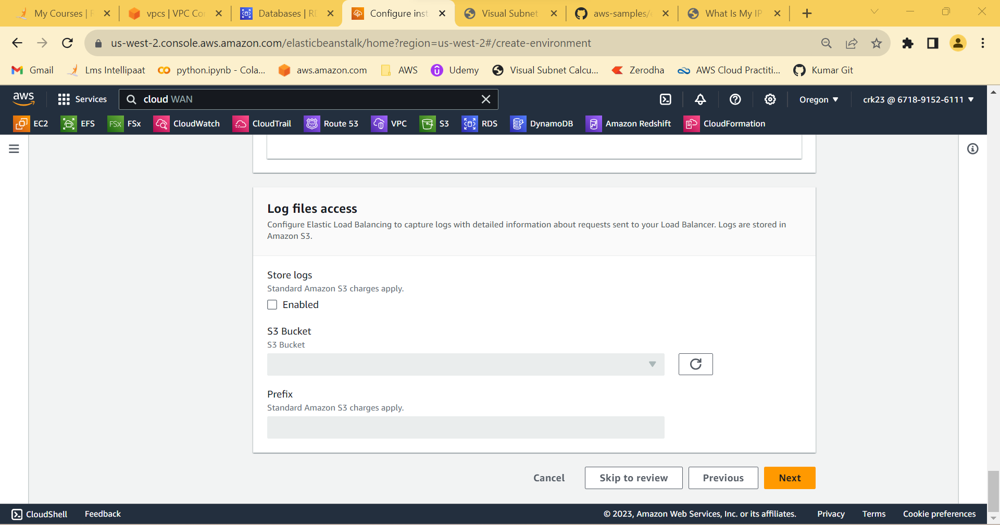 My Courses |
vpcs | VPC Co
Databases | R
Configure inst
Visual Subnet
aws-samples/
What Is My IP
us-west-2.console.aws.amazon.com/elasticbeanstalk/home?region=us-west-2#/create-environment
Gmail
Lms Intellipaat
python.ipynb - Cola...
aws.amazon.com
AWS
Udemy
Visual Subnet Calcu...
Zerodha
AWS Cloud Practiti...
Kumar Git
aws
Services
cloud WAN
Oregon
crk23 @ 6718-9152-6111
EC2
EFS
FSx FSx
CloudWatch
CloudTrail
53 Route 53
VPC
S3
RDS
DynamoDB
Amazon Redshift
CloudFormation
Log files access
Configure Elastic Load Balancing to capture logs with detailed information about requests sent to your Load Balancer. Logs are stored in
Amazon S3.
Store logs
Standard Amazon S3 charges apply.
Enabled
S3 Bucket
S3 Bucket
Prefix
Standard Amazon S3 charges apply.
Cancel
Skip to review
Previous
Next
CloudShell
Feedback
© 2023, Amazon Web Services, Inc. or its affiliates.
Privacy
Terms
Cookie preferences